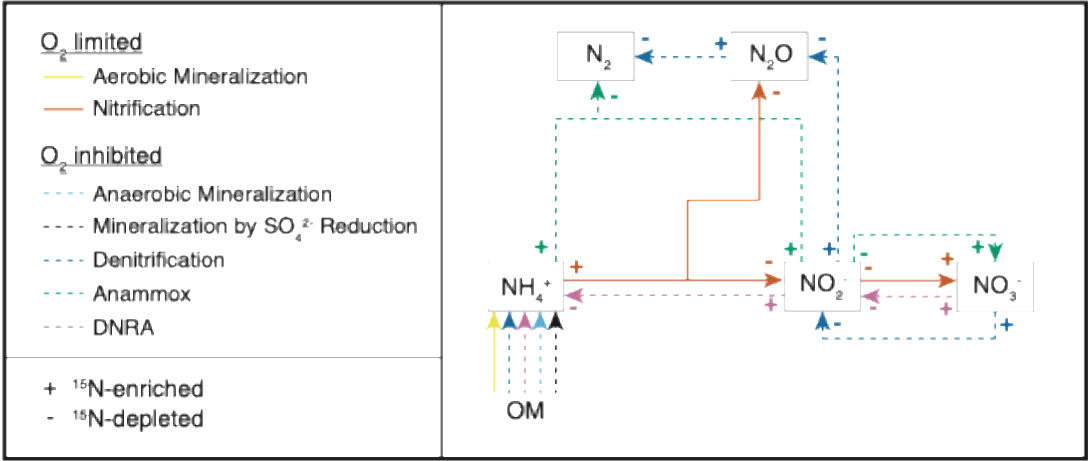 O₂ limited
Aerobic Mineralization
Nitrification
O₂ inhibited
Anaerobic Mineralization
Mineralization by SO₄²⁻ Reduction
Denitrification
Anammox
DNRA
+ ¹⁵N-enriched
- ¹⁵N-depleted
- + -
N₂ N₂O
- -
+ + + - +
+ - - +
NH₄⁺ NO₂⁻ NO₃⁻
- + - +
- +
OM